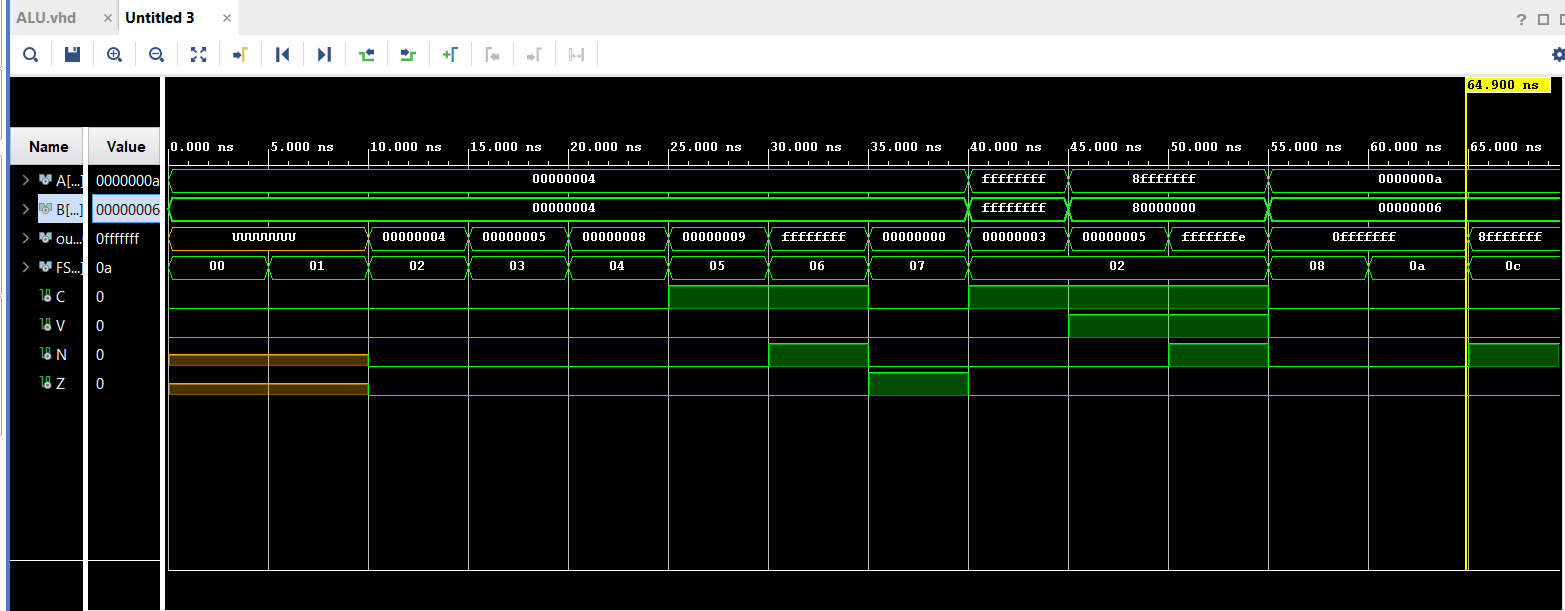 ALU.vhd × Untitled 3 × ?
64.900 ns
Name Value 0.000 ns 5.000 ns 10.000 ns 15.000 ns 20.000 ns 25.000 ns 30.000 ns 35.000 ns 40.000 ns 45.000 ns 50.000 ns 55.000 ns 60.000 ns 65.000 ns
A[...] 0000000a 00000004 ffffffff 8fffffff 0000000a
B[...] 00000006 00000004 ffffffff 80000000 00000006
ou... 0fffffff UUUUUUUU 00000004 00000005 00000008 00000009 ffffffff 00000000 00000003 00000005 fffffffe 0fffffff 8fffffff
FS...] 0a 00 01 02 03 04 05 06 07 02 08 0a 0c
C 0
V 0
N 0
Z 0